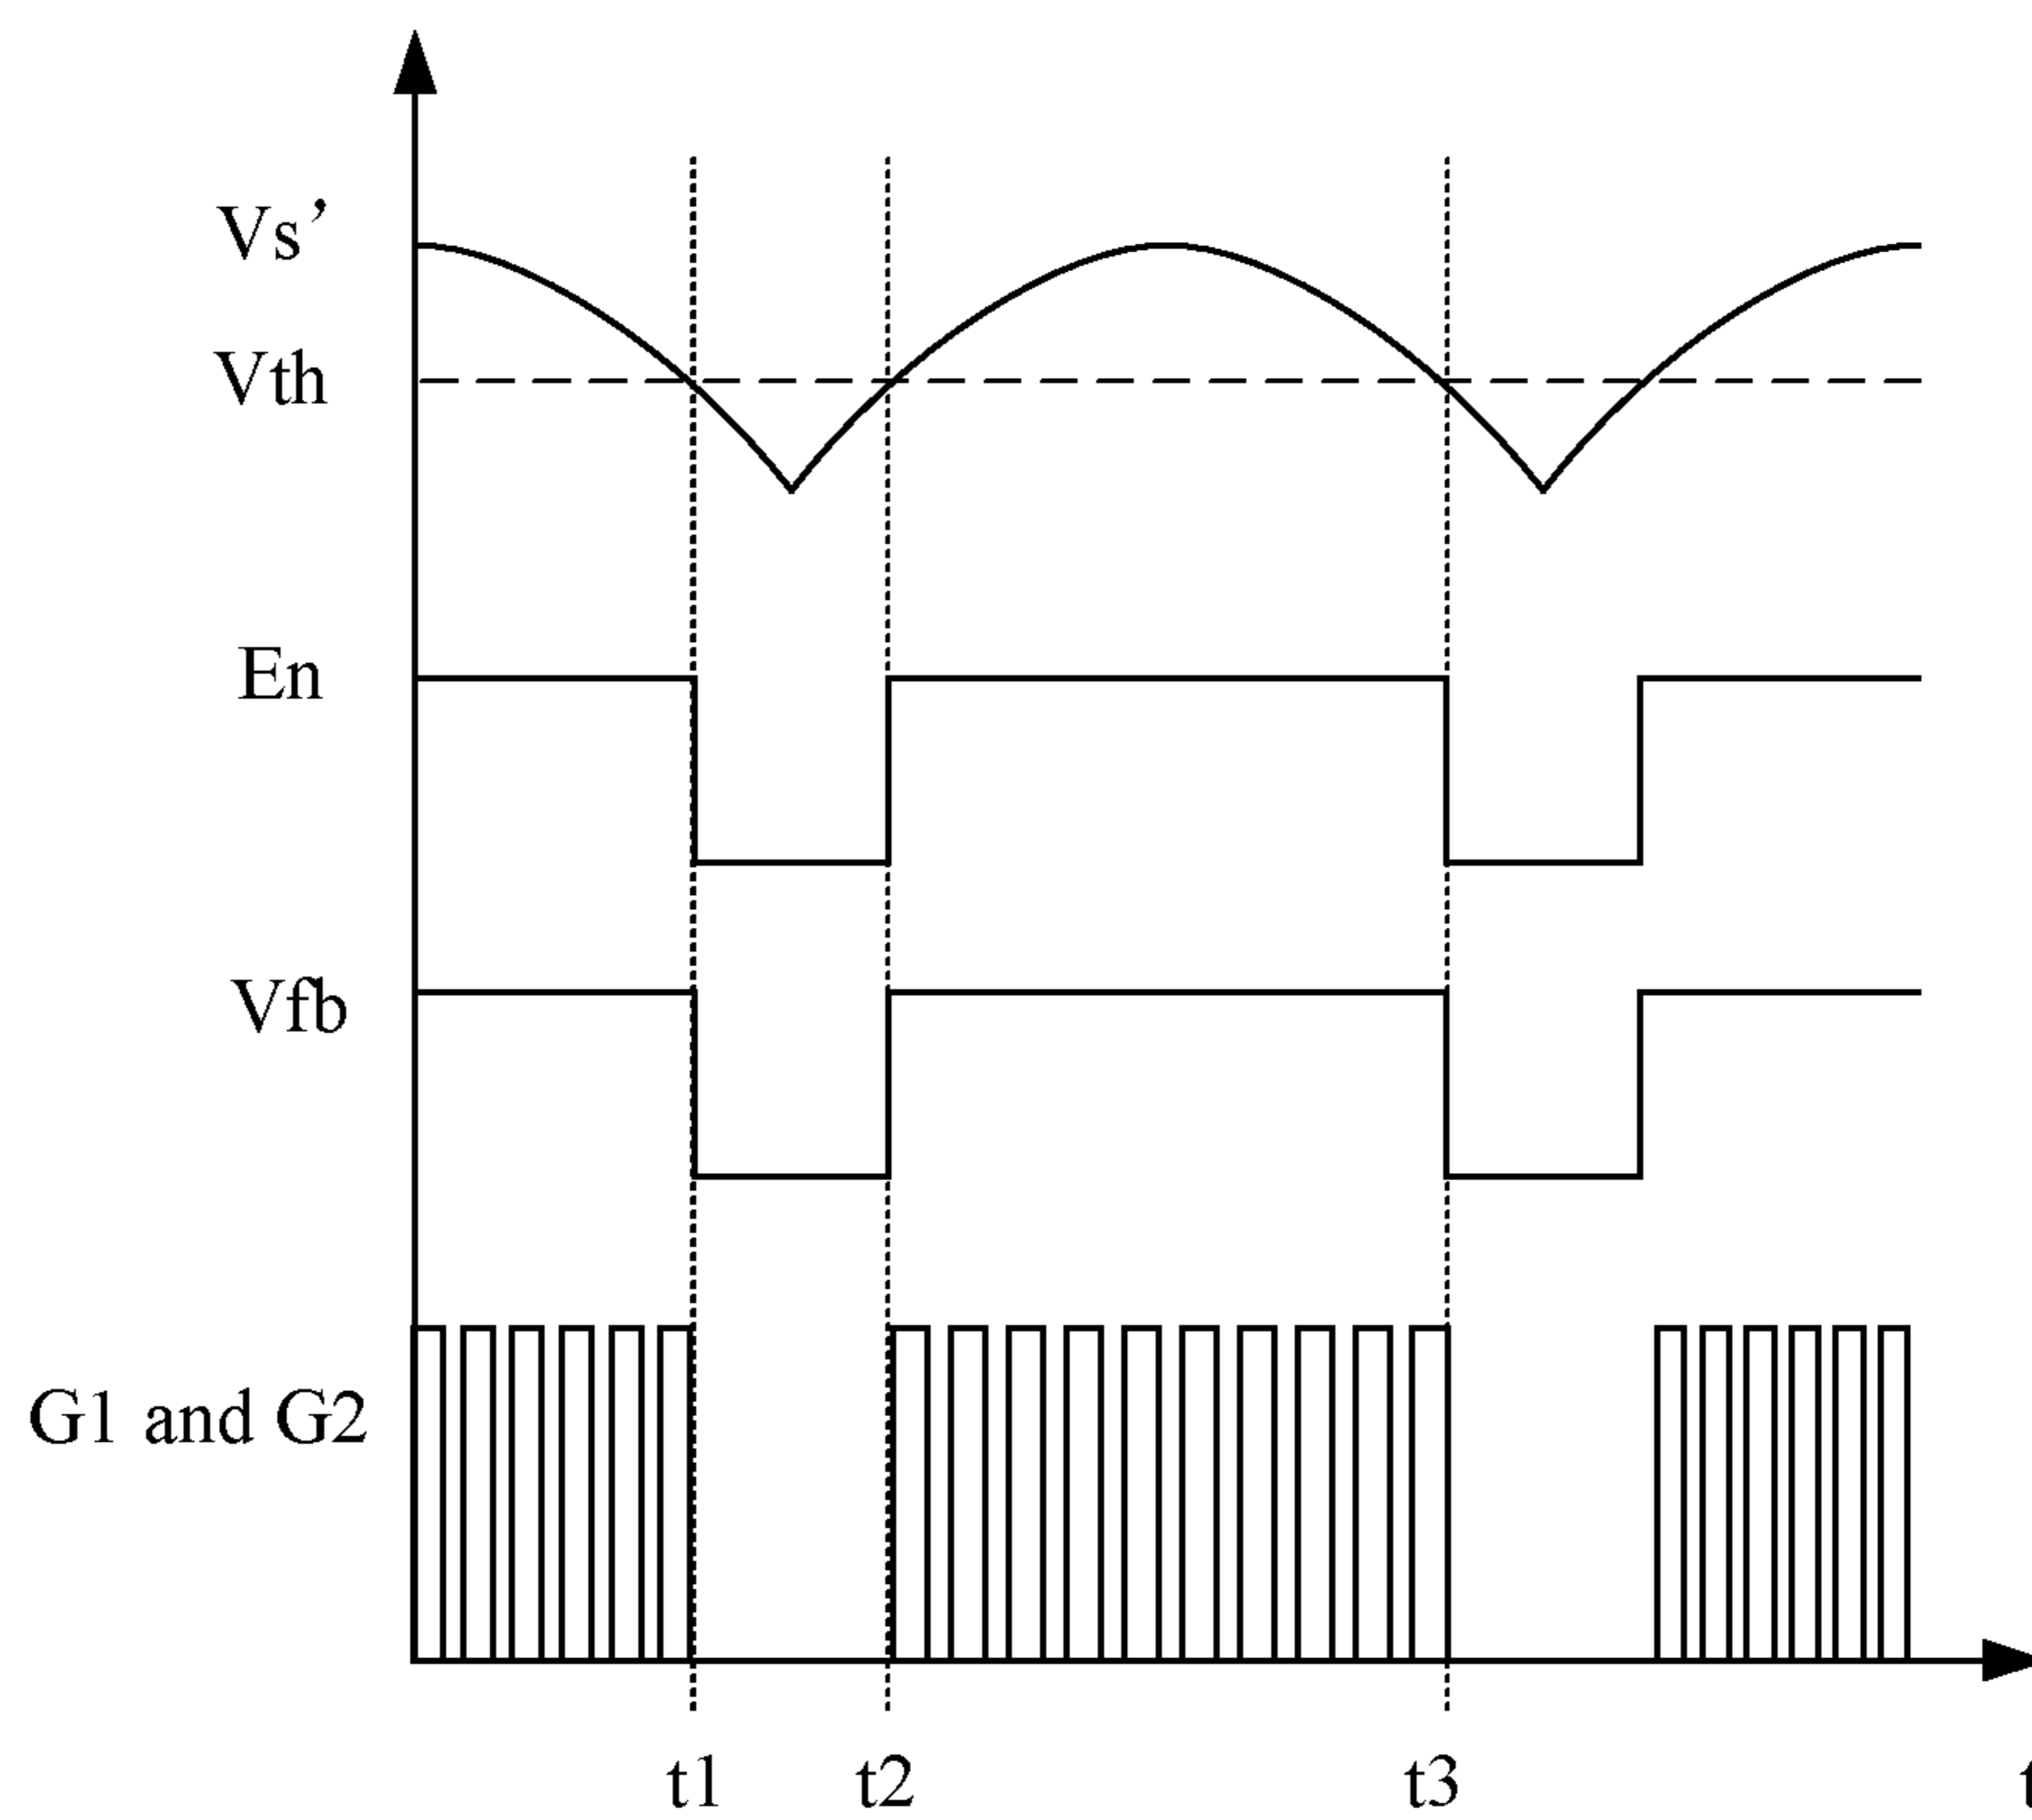 Vs’
Vth
En
Vfb
G1 and G2
t1 t2 t3 t